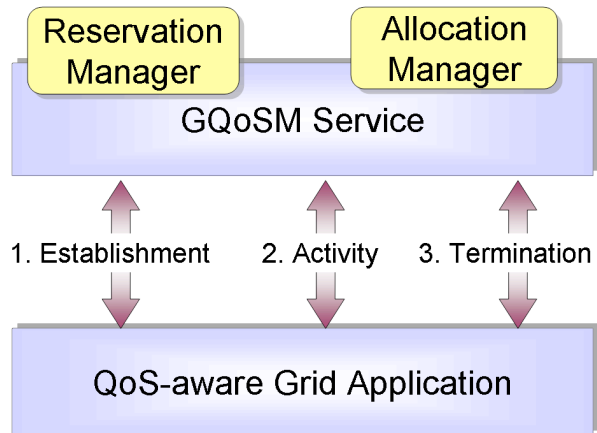 Reservation
Manager
Allocation
Manager
GQoSM Service
1. Establishment
2. Activity
3. Termination
QoS-aware Grid Application